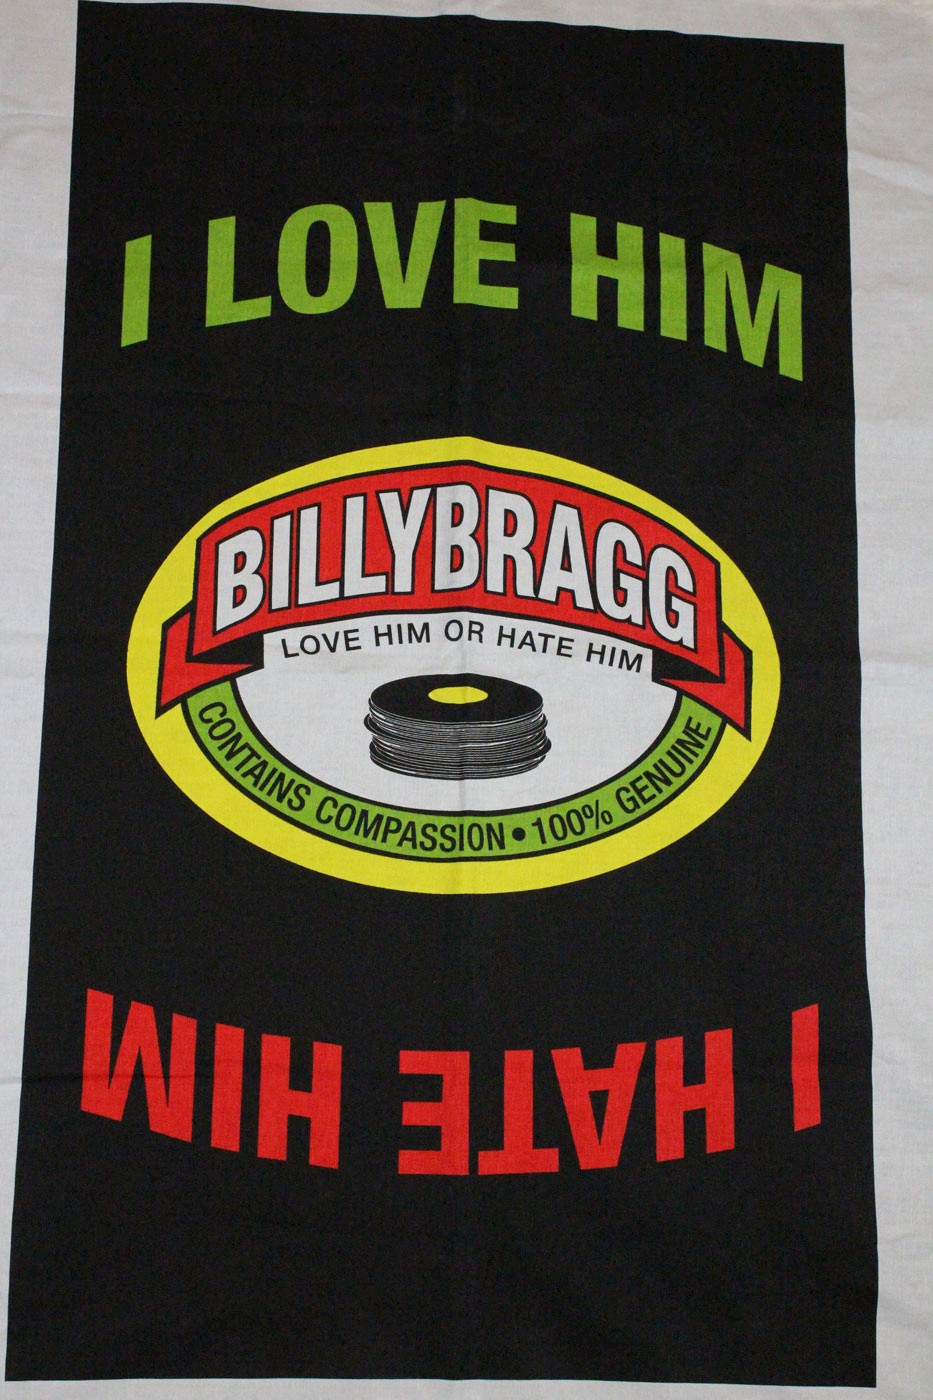 I LOVE HIM
BILLYBRAGG
LOVE HIM OR HATE HIM
CONTAINS COMPASSION • 100% GENUINE
I HATE HIM